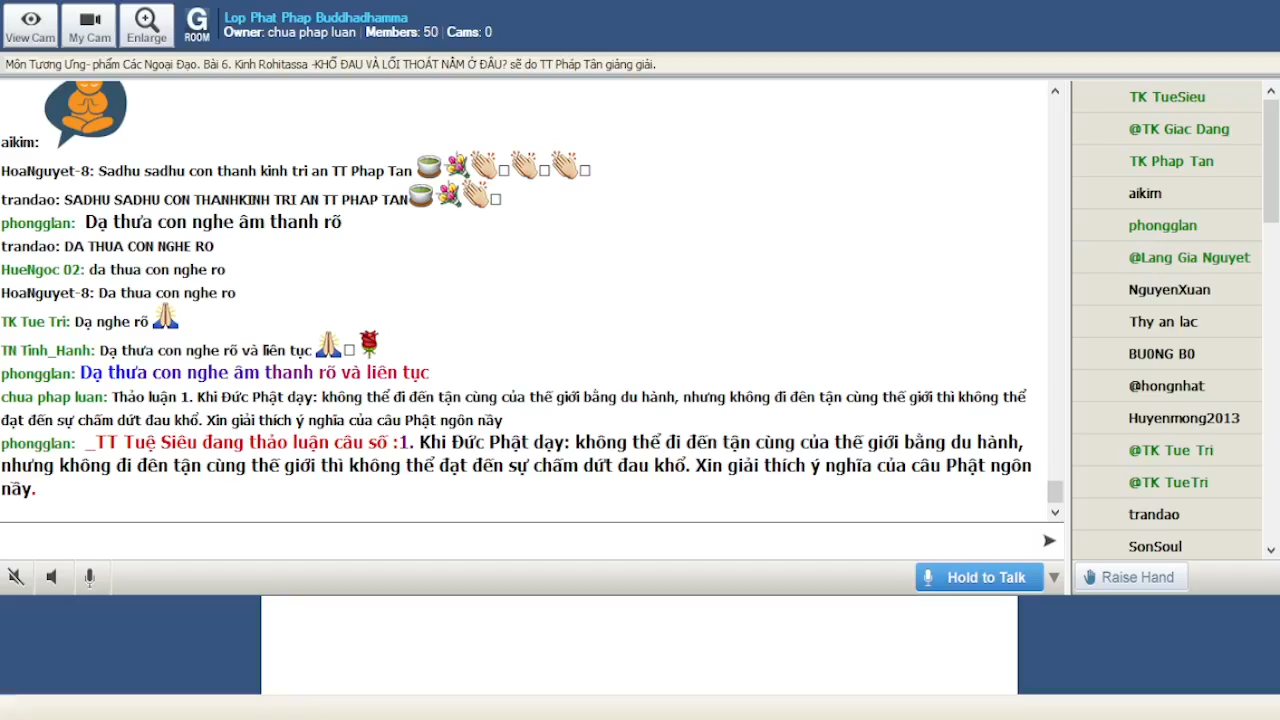 View Cam
My Cam
Enlarge
G
ROOM
Lop Phat Phap Buddhadhamma
Owner: chua phap luan | Members: 50 | Cams: 0
Môn Tương Ưng- phẩm Các Ngoại Đạo. Bài 6. Kinh Rohitassa -KHỔ ĐAU VÀ LỐI THOÁT NẰM Ở ĐÂU? sẽ do TT Pháp Tân giảng giải.
aikim:
HoaNguyet-8: Sadhu sadhu con thanh kinh tri an TT Phap Tan
trandao: SADHU SADHU CON THANHKINH TRI AN TT PHAP TAN
phongglan: Dạ thưa con nghe âm thanh rõ
trandao: DA THUA CON NGHE RO
HueNgoc 02: da thua con nghe ro
HoaNguyet-8: Da thua con nghe ro
TK Tue Tri: Dạ nghe rõ
TN Tinh_Hanh: Dạ thưa con nghe rõ và liên tục
phongglan: Dạ thưa con nghe âm thanh rõ và liên tục
chua phap luan: Thảo luận 1. Khi Đức Phật dạy: không thể đi đến tận cùng của thế giới bằng du hành, nhưng không đi đến tận cùng thế giới thì không thể
đạt đến sự chấm dứt đau khổ. Xin giải thích ý nghĩa của câu Phật ngôn nầy
phongglan: _TT Tuệ Siêu đang thảo luận câu số :1. Khi Đức Phật dạy: không thể đi đến tận cùng của thế giới bằng du hành,
nhưng không đi đên tận cùng thế giới thì không thể đạt đến sự chấm dứt đau khổ. Xin giải thích ý nghĩa của câu Phật ngôn
nầy.
Hold to Talk
TK TueSieu
@TK Giac Dang
TK Phap Tan
aikim
phongglan
@Lang Gia Nguyet
NguyenXuan
Thy an lac
BU0NG B0
@hongnhat
Huyenmong2013
@TK Tue Tri
@TK TueTri
trandao
SonSoul
Raise Hand